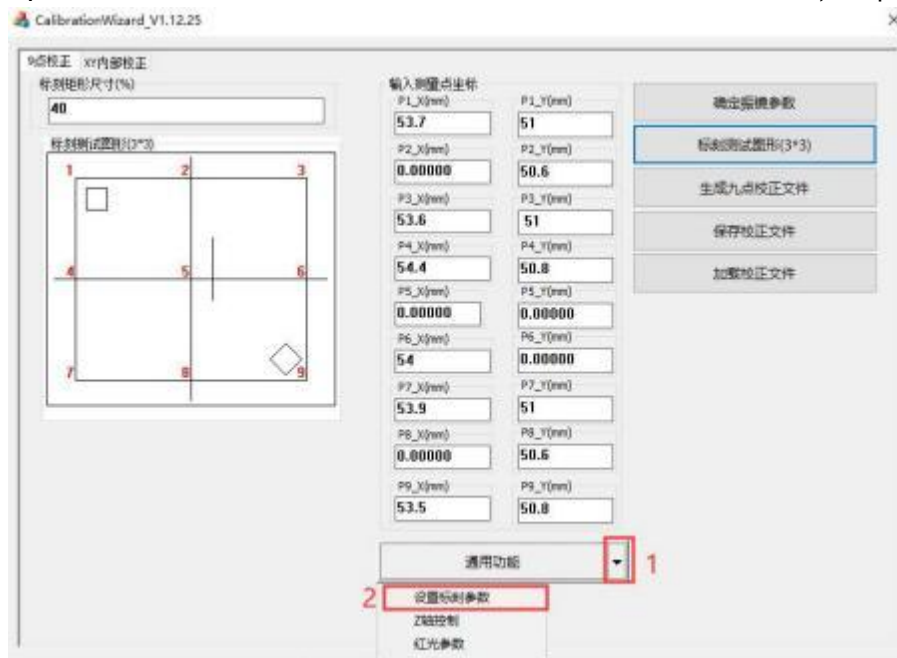 CalibrationWizard_V1.12.25
×
9点校正 XY内部校正
标刻矩形尺寸(%)
40
标刻测试图形(3*3)
1 2 3
4 5 6
7 8 9
输入测量点坐标
P1_X(mm) P1_Y(mm)
53.7 51
P2_X(mm) P2_Y(mm)
0.00000 50.6
P3_X(mm) P3_Y(mm)
53.6 51
P4_X(mm) P4_Y(mm)
54.4 50.8
P5_X(mm) P5_Y(mm)
0.00000 0.00000
P6_X(mm) P6_Y(mm)
54 0.00000
P7_X(mm) P7_Y(mm)
53.9 51
P8_X(mm) P8_Y(mm)
0.00000 50.6
P9_X(mm) P9_Y(mm)
53.5 50.8
确定振镜参数
标刻测试图形(3*3)
生成九点校正文件
保存校正文件
加载校正文件
通用功能
1
2
设置标刻参数
Z轴控制
红光参数